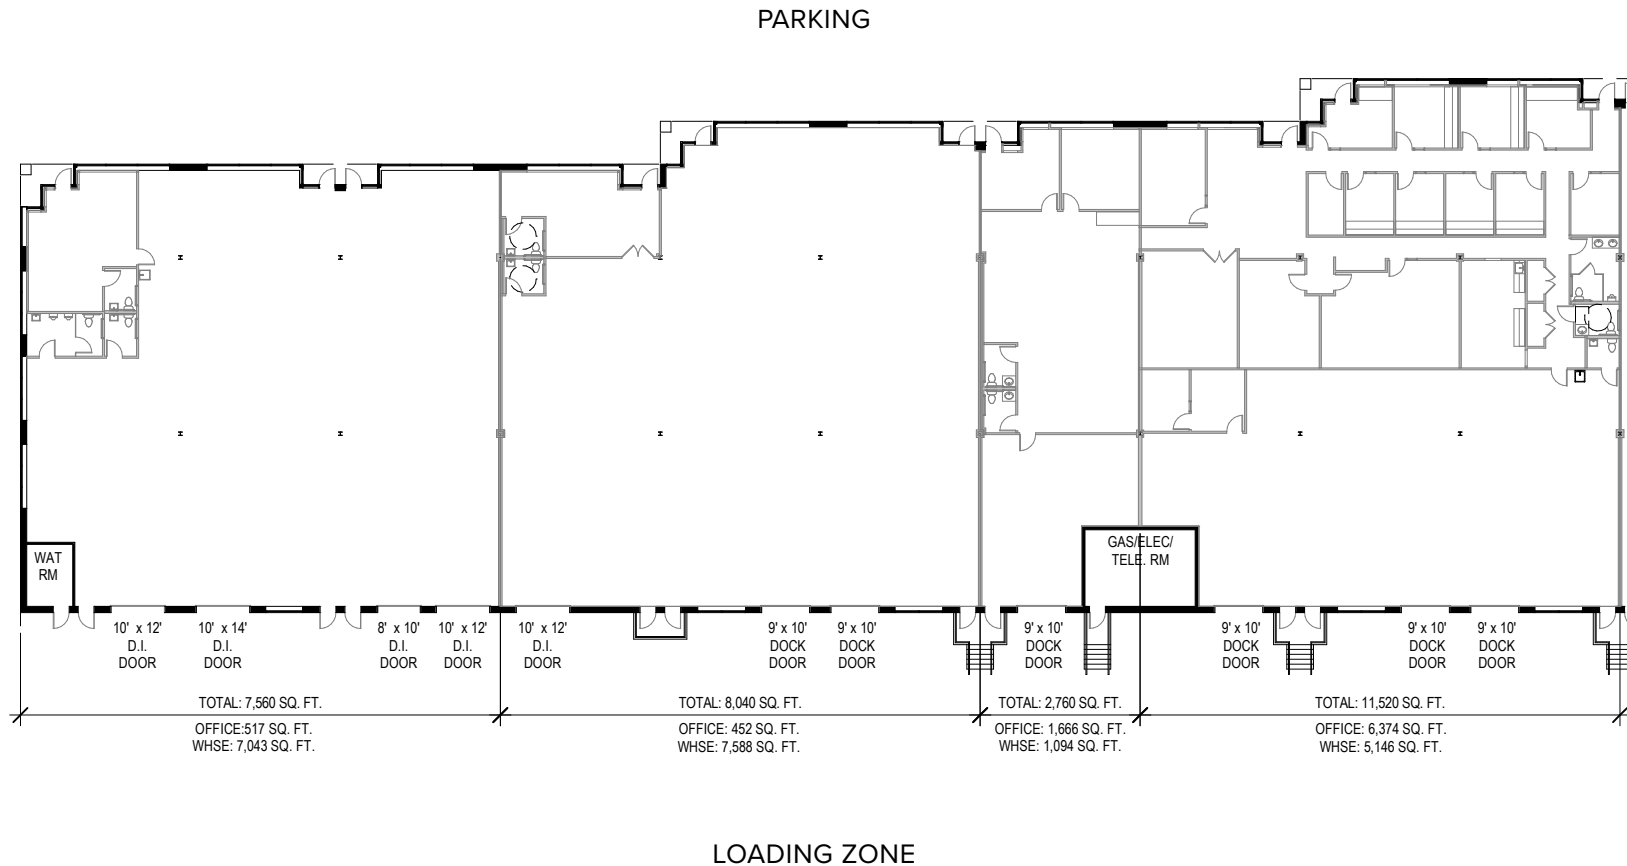 PARKING
WAT
RM
GAS/ELEC/
TELE. RM
10' x 12'
D.I.
DOOR
10' x 14'
D.I.
DOOR
8' x 10'
D.I.
DOOR
10' x 12'
D.I.
DOOR
10' x 12'
D.I.
DOOR
9' x 10'
DOCK
DOOR
9' x 10'
DOCK
DOOR
9' x 10'
DOCK
DOOR
9' x 10'
DOCK
DOOR
9' x 10'
DOCK
DOOR
9' x 10'
DOCK
DOOR
TOTAL: 7,560 SQ. FT.
OFFICE:517 SQ. FT.
WHSE: 7,043 SQ. FT.
TOTAL: 8,040 SQ. FT.
OFFICE: 452 SQ. FT.
WHSE: 7,588 SQ. FT.
TOTAL: 2,760 SQ. FT.
OFFICE: 1,666 SQ. FT.
WHSE: 1,094 SQ. FT.
TOTAL: 11,520 SQ. FT.
OFFICE: 6,374 SQ. FT.
WHSE: 5,146 SQ. FT.
LOADING ZONE